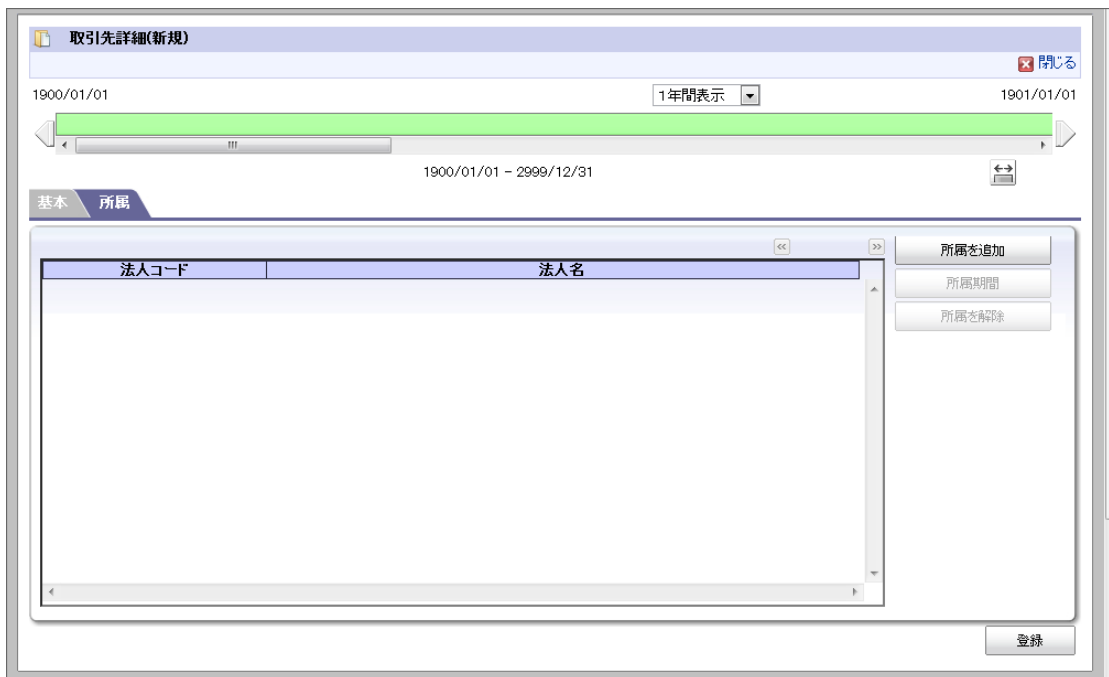 取引先詳細(新規)
閉じる
1900/01/01 1年間表示 1901/01/01
1900/01/01 - 2999/12/31
基本 所属
<< >> 所属を追加
法人コード 法人名
所属期間
所属を解除
登録